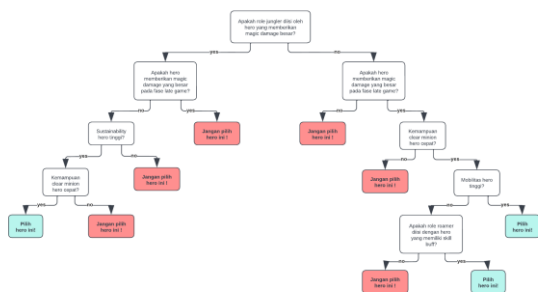 Apakah role jungler diisi oleh
hero yang memberikan
magic damage besar?
yes
no
Apakah hero
memberikan magic
damage yang besar
pada fase late game?
Apakah hero
memberikan magic
damage yang besar
pada fase late game?
no
yes
no
yes
Sustainability
hero tinggi?
Jangan pilih
hero ini !
Jangan pilih
hero ini !
Kemampuan
clear minion
hero cepat?
yes
no
no
yes
Kemampuan
clear minion
hero cepat?
Jangan pilih
hero ini !
Jangan pilih
hero ini !
Mobilitas hero
tinggi?
yes
no
no
yes
Pilih
hero ini!
Jangan pilih
hero ini !
Apakah role roamer
diisi dengan hero
yang memiliki skill
buff?
Pilih
hero ini!
no
yes
Jangan pilih
hero ini !
Pilih
hero ini!